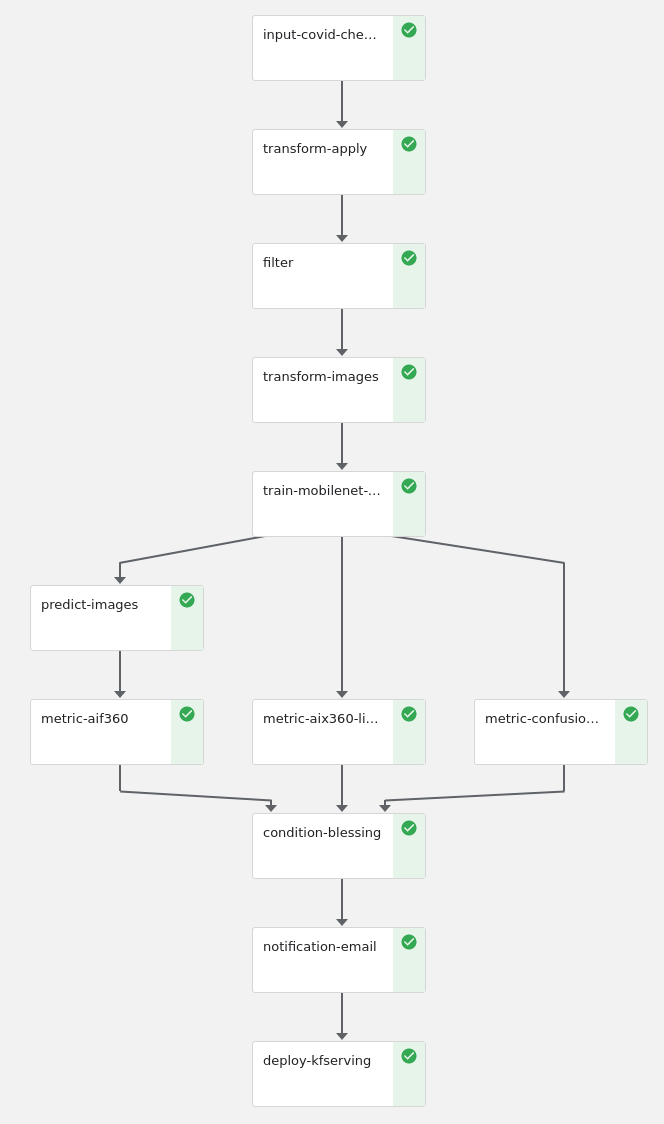 input-covid-che…
transform-apply
filter
transform-images
train-mobilenet-…
predict-images
metric-aif360
metric-aix360-li…
metric-confusio…
condition-blessing
notification-email
deploy-kfserving